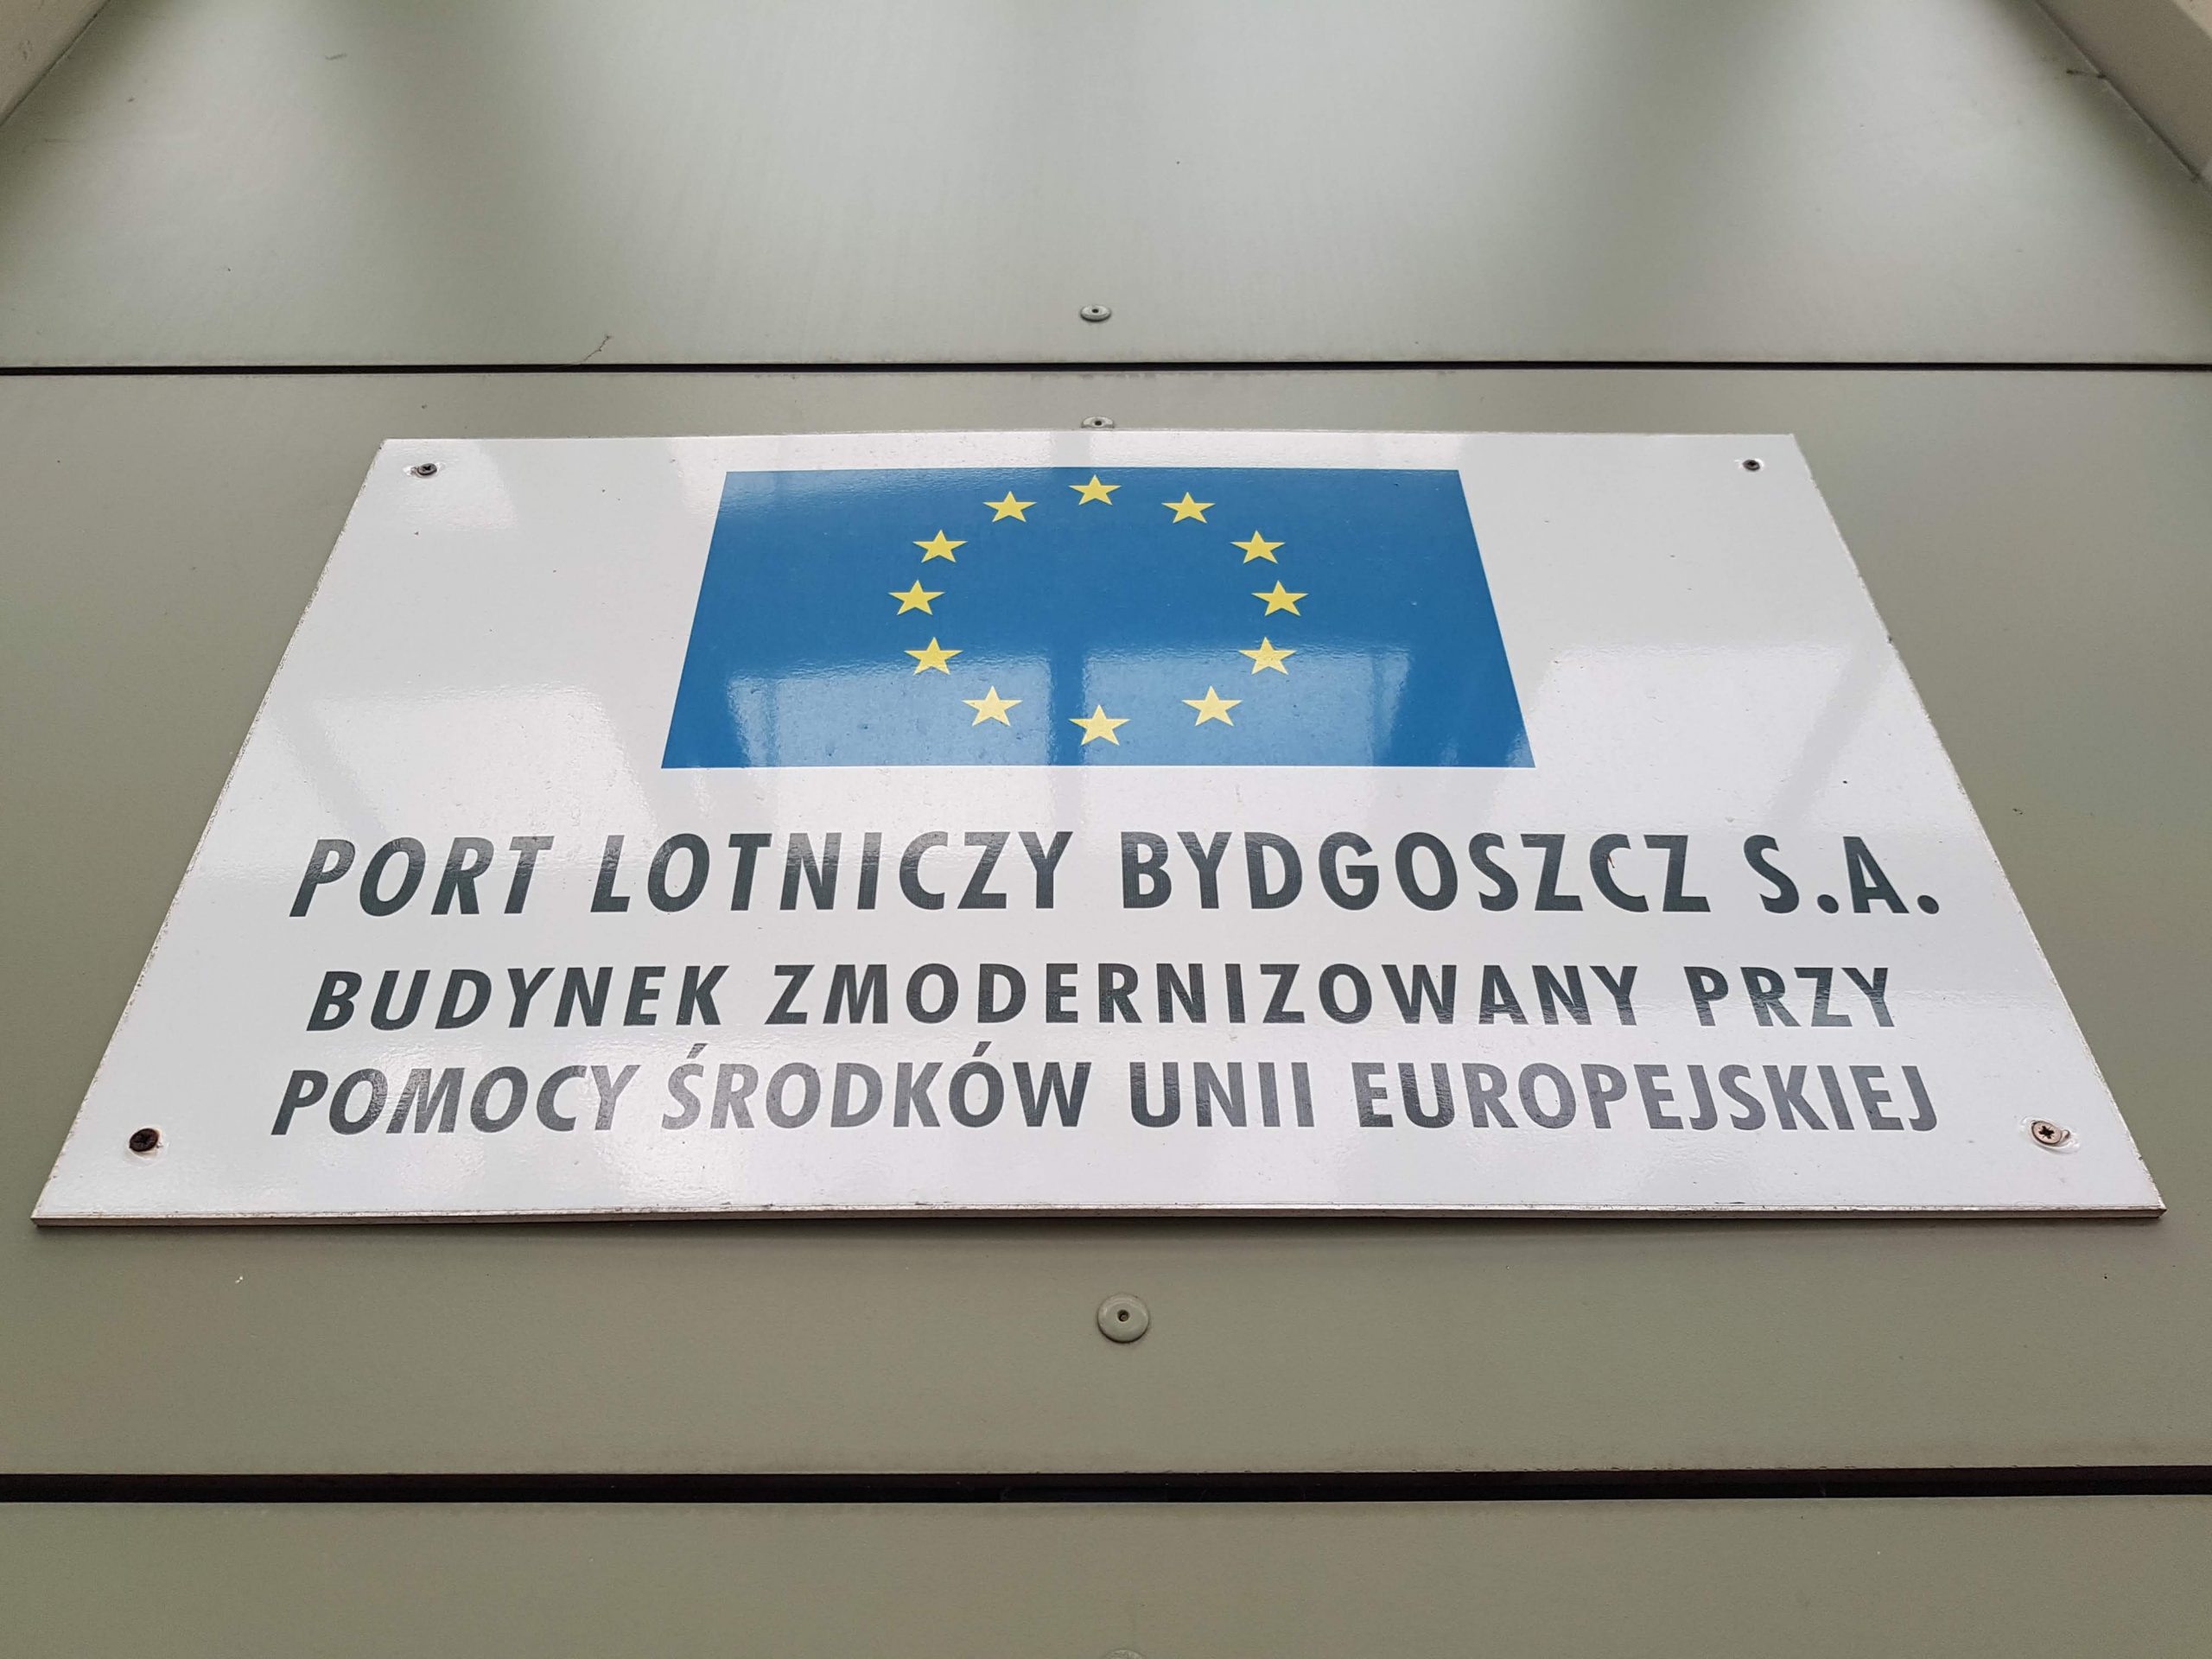 PORT LOTNICZY BYDGOSZCZ S.A.
BUDYNEK ZMODERNIZOWANY PRZY
POMOCY ŚRODKÓW UNII EUROPEJSKIEJ